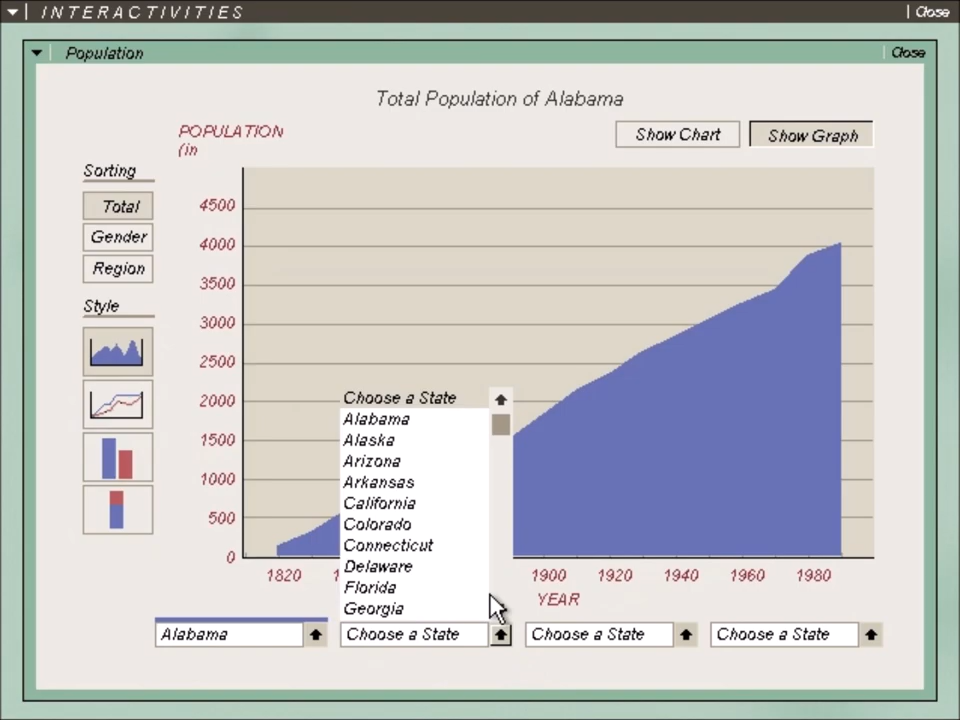 INTERACTIVITIES
Close
Population
Close
Total Population of Alabama
POPULATION
(in
Show Chart
Show Graph
Sorting
Total
Gender
Region
Style
4500
4000
3500
3000
2500
2000
1500
1000
500
0
Choose a State
Alabama
Alaska
Arizona
Arkansas
California
Colorado
Connecticut
Delaware
Florida
Georgia
1820
1900
1920
1940
1960
1980
YEAR
Alabama
Choose a State
Choose a State
Choose a State